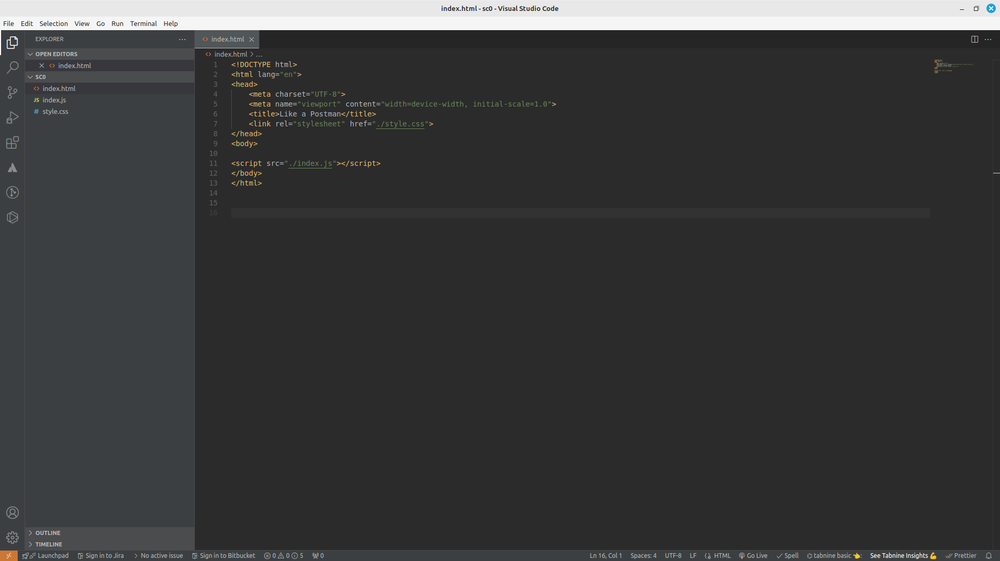 index.html - sc0 - Visual Studio Code
File Edit Selection View Go Run Terminal Help
EXPLORER
OPEN EDITORS
index.html
SC0
index.html
JS index.js
# style.css
OUTLINE
TIMELINE
index.html
index.html > ...
1 <!DOCTYPE html>
2 <html lang="en">
3 <head>
4     <meta charset="UTF-8">
5     <meta name="viewport" content="width=device-width, initial-scale=1.0">
6     <title>Like a Postman</title>
7     <link rel="stylesheet" href="./style.css">
8 </head>
9 <body>
10
11 <script src="./index.js"></script>
12 </body>
13 </html>
14
15
16
Launchpad Sign in to Jira > No active issue Sign in to Bitbucket 0 0 5 0 Ln 16, Col 1 Spaces: 4 UTF-8 LF {} HTML Go Live Spell tabnine basic 👈: See Tabnine Insights 💪 Prettier